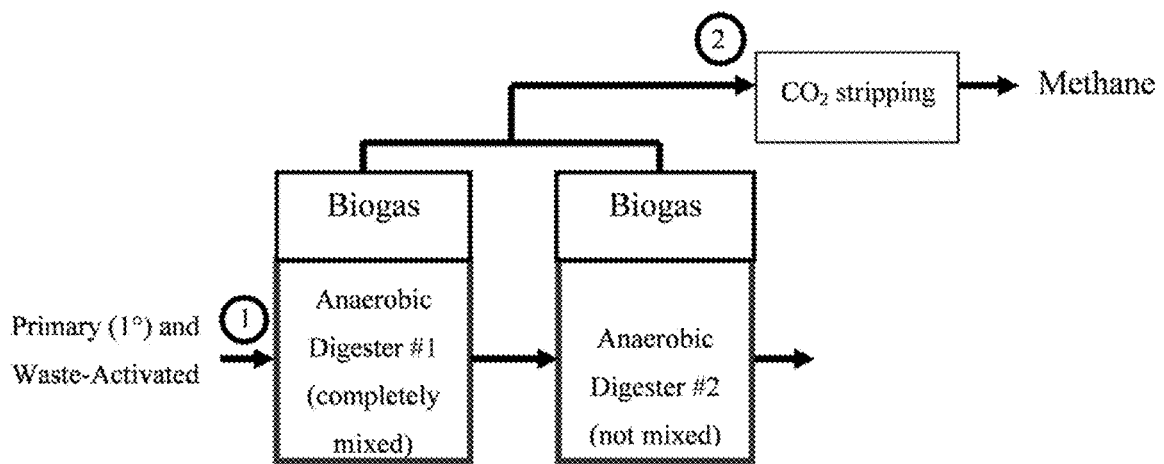 2
CO₂ stripping
Methane
Biogas
Biogas
1
Primary (1°) and
Waste-Activated
Anaerobic
Digester #1
(completely
mixed)
Anaerobic
Digester #2
(not mixed)